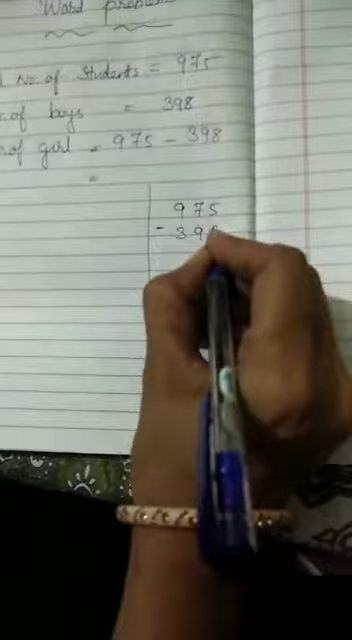 Word Problem
No. of Students = 975
of boys = 398
of girl = 975 - 398
=
975
- 39